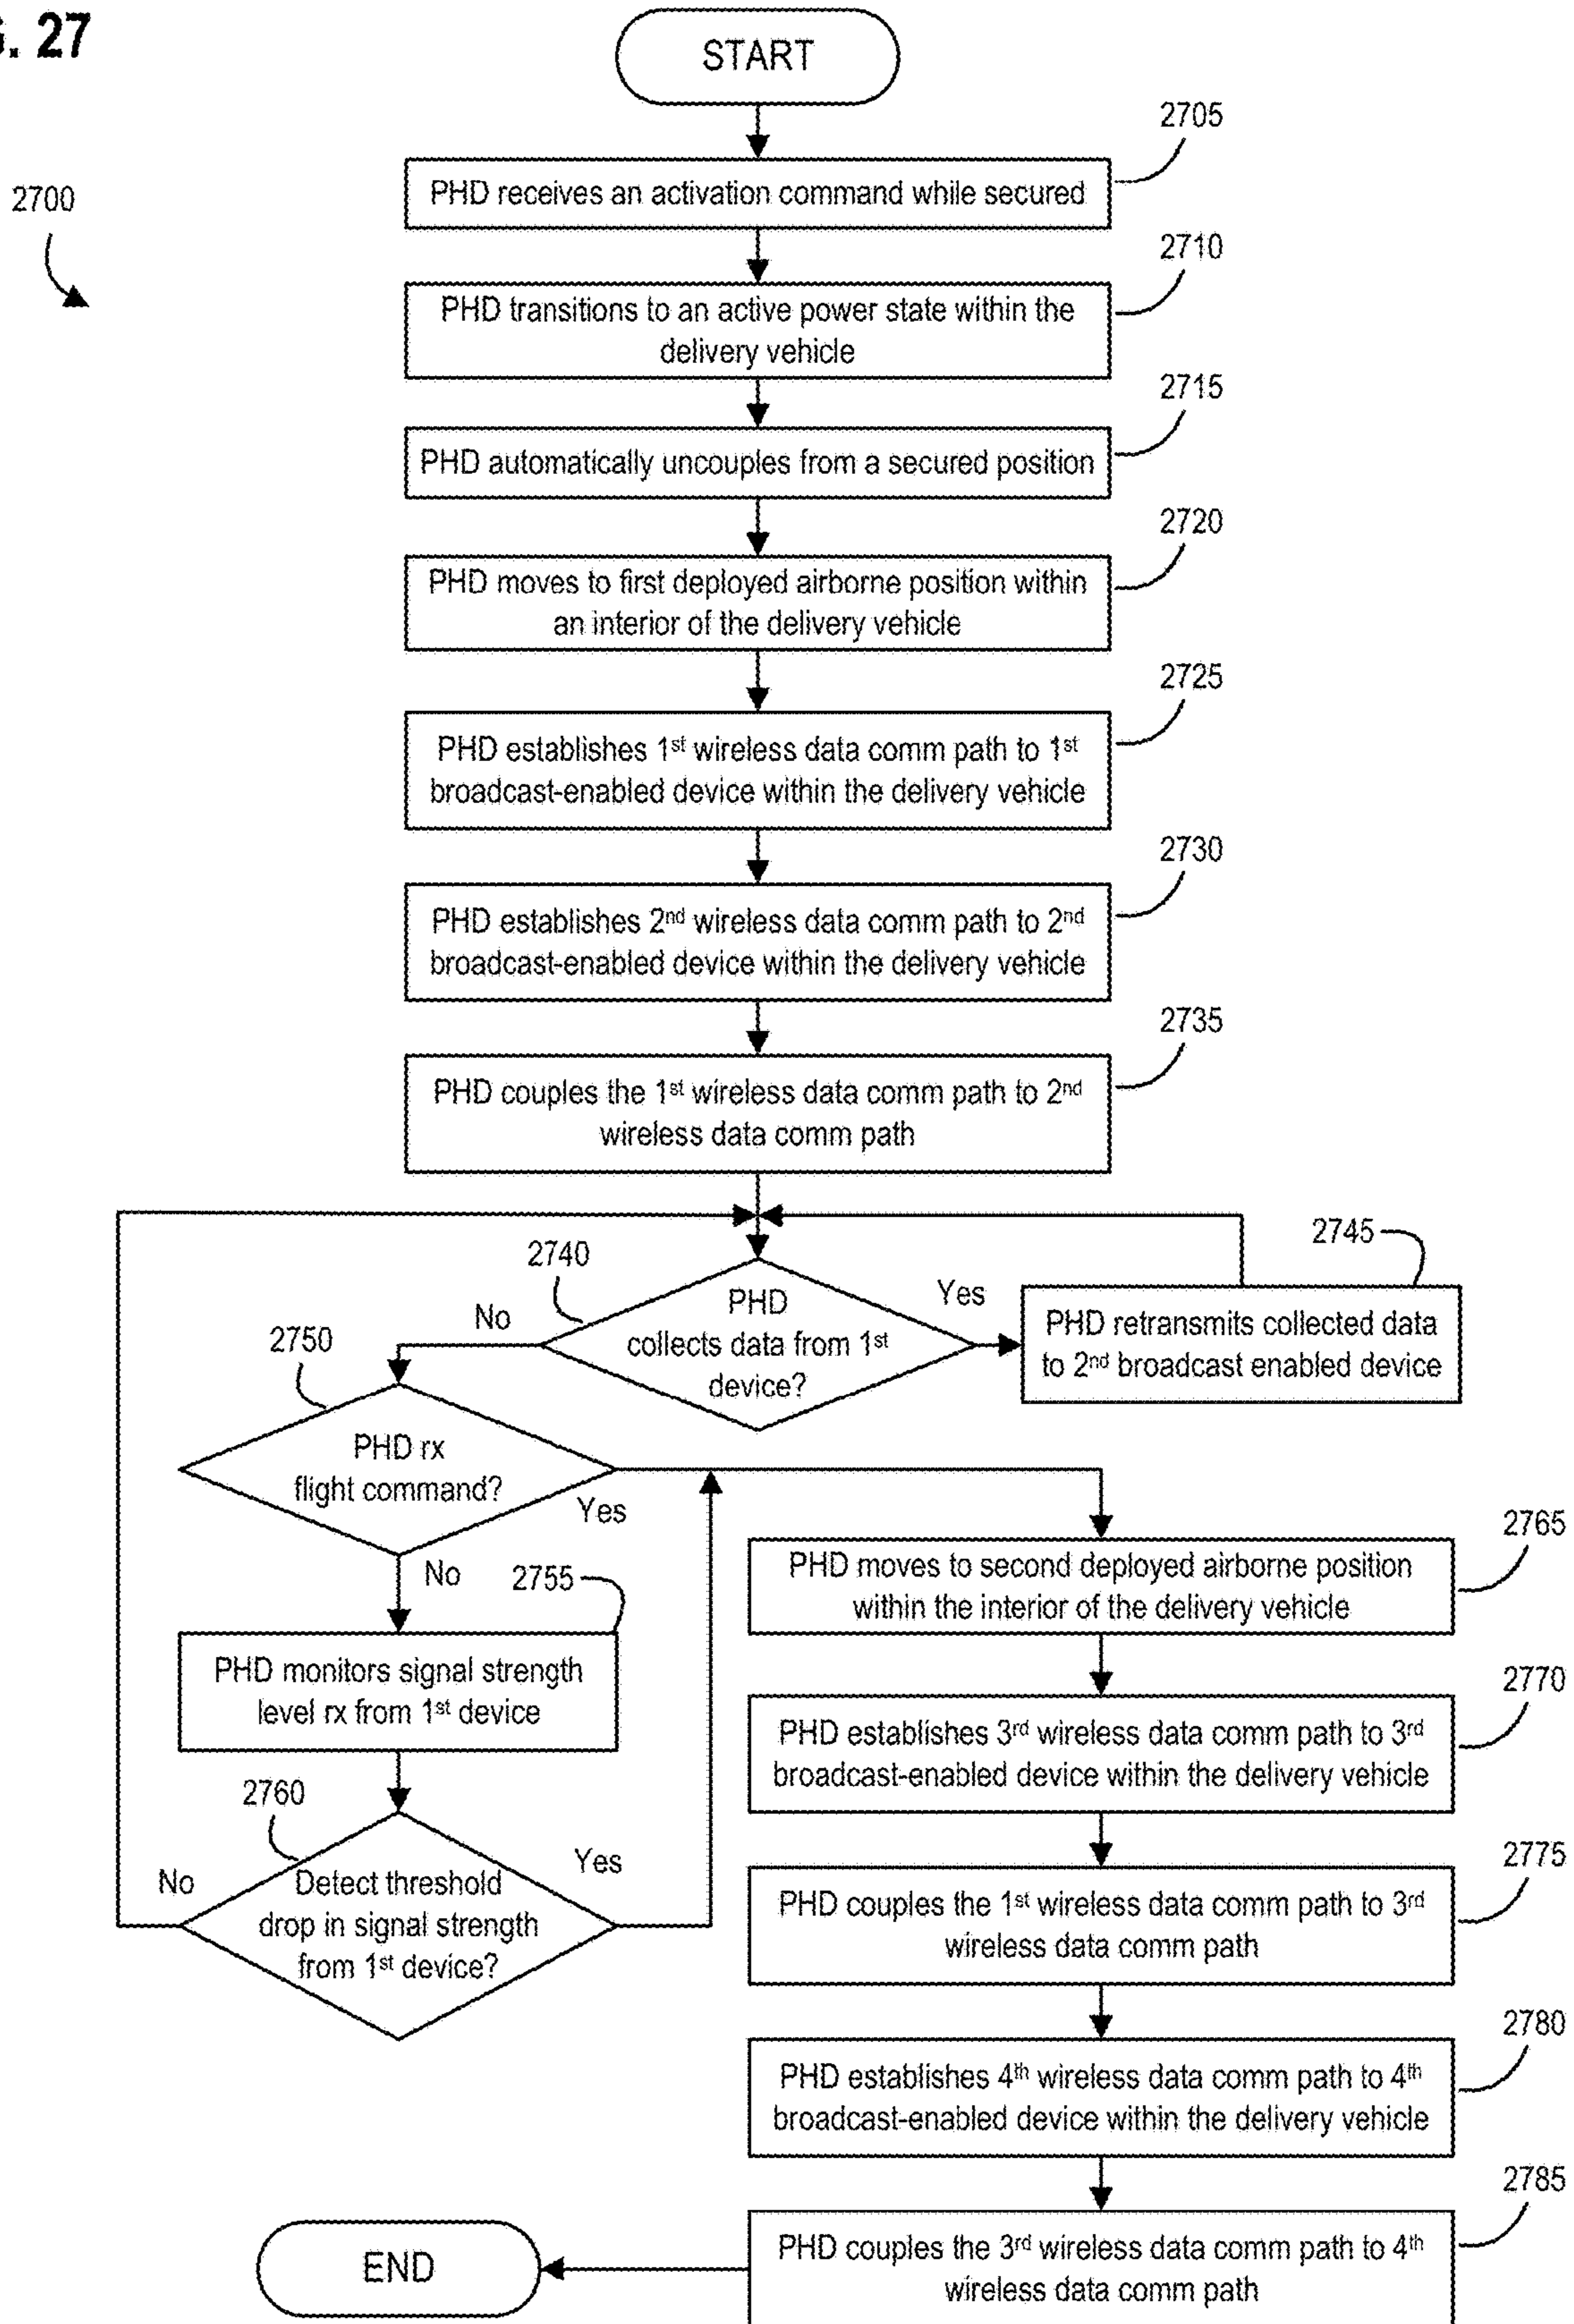 . 27
START
2700
2705
PHD receives an activation command while secured
2710
PHD transitions to an active power state within the
delivery vehicle
2715
PHD automatically uncouples from a secured position
2720
PHD moves to first deployed airborne position within
an interior of the delivery vehicle
2725
PHD establishes 1st wireless data comm path to 1st
broadcast-enabled device within the delivery vehicle
2730
PHD establishes 2nd wireless data comm path to 2nd
broadcast-enabled device within the delivery vehicle
2735
PHD couples the 1st wireless data comm path to 2nd
wireless data comm path
2740
PHD
collects data from 1st
device?
No
Yes
2745
PHD retransmits collected data
to 2nd broadcast enabled device
2750
PHD rx
flight command?
Yes
No
2755
PHD monitors signal strength
level rx from 1st device
2760
Detect threshold
drop in signal strength
from 1st device?
No
Yes
2765
PHD moves to second deployed airborne position
within the interior of the delivery vehicle
2770
PHD establishes 3rd wireless data comm path to 3rd
broadcast-enabled device within the delivery vehicle
2775
PHD couples the 1st wireless data comm path to 3rd
wireless data comm path
2780
PHD establishes 4th wireless data comm path to 4th
broadcast-enabled device within the delivery vehicle
2785
PHD couples the 3rd wireless data comm path to 4th
wireless data comm path
END